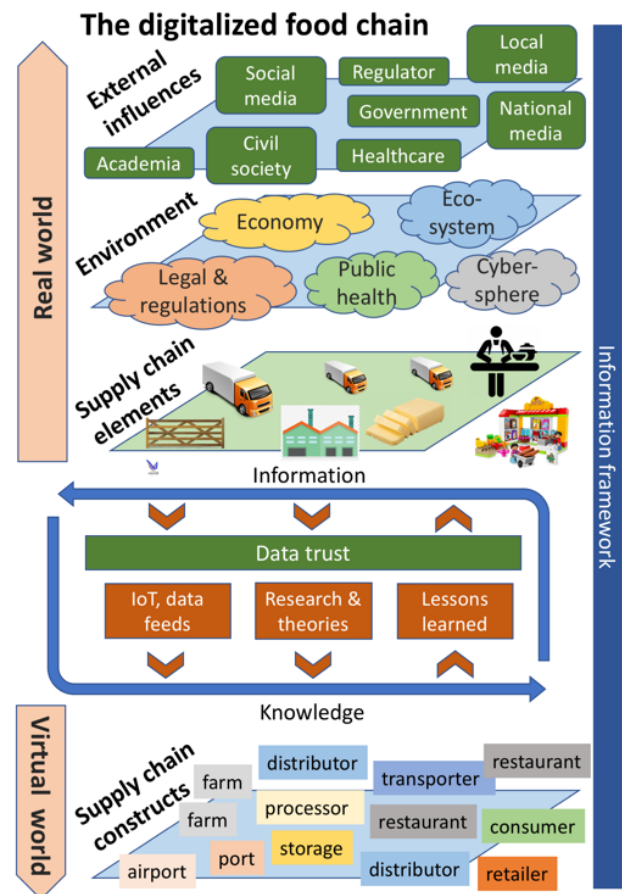 The digitalized food chain
External
influences
Social
media
Regulator
Local
media
Government
National
media
Academia
Civil
society
Healthcare
Real world
Environment
Economy
Eco-
system
Legal &
regulations
Public
health
Cyber-
sphere
Supply chain
elements
Information framework
Information
Data trust
IoT, data
feeds
Research &
theories
Lessons
learned
Knowledge
Virtual world
Supply chain
constructs
farm
distributor
transporter
restaurant
farm
processor
restaurant
consumer
airport
port
storage
distributor
retailer